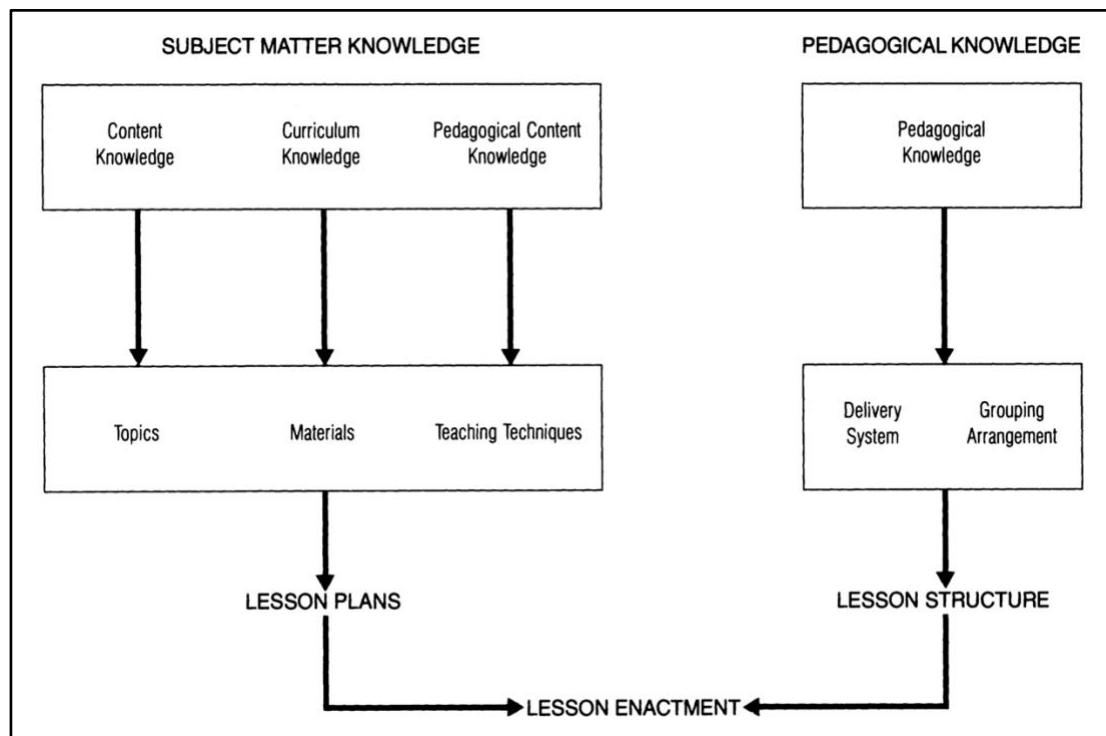 SUBJECT MATTER KNOWLEDGE
PEDAGOGICAL KNOWLEDGE
Content
Knowledge
Curriculum
Knowledge
Pedagogical Content
Knowledge
Pedagogical
Knowledge
Topics
Materials
Teaching Techniques
Delivery
System
Grouping
Arrangement
LESSON PLANS
LESSON STRUCTURE
LESSON ENACTMENT